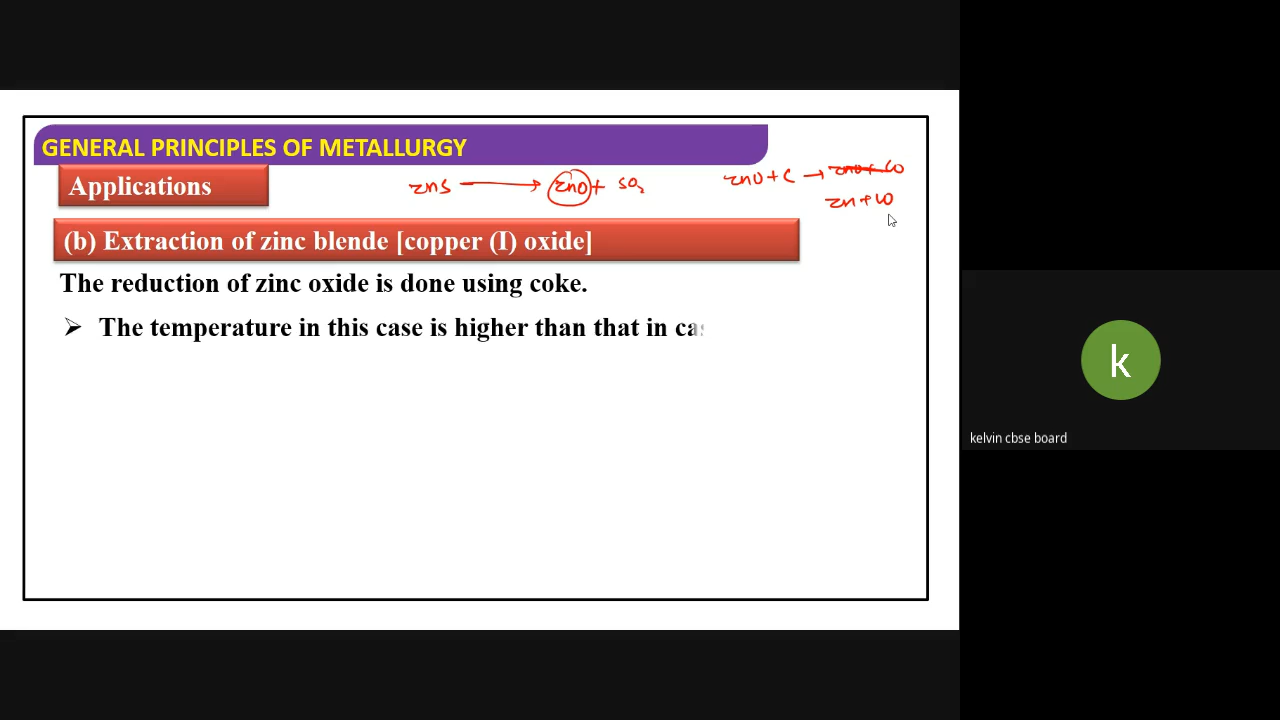 GENERAL PRINCIPLES OF METALLURGY
Applications
ZnS → ZnO + SO2
ZnO + C → ZnO + CO
Zn + CO
(b) Extraction of zinc blende [copper (I) oxide]
The reduction of zinc oxide is done using coke.
➢ The temperature in this case is higher than that in cas
k
kelvin cbse board